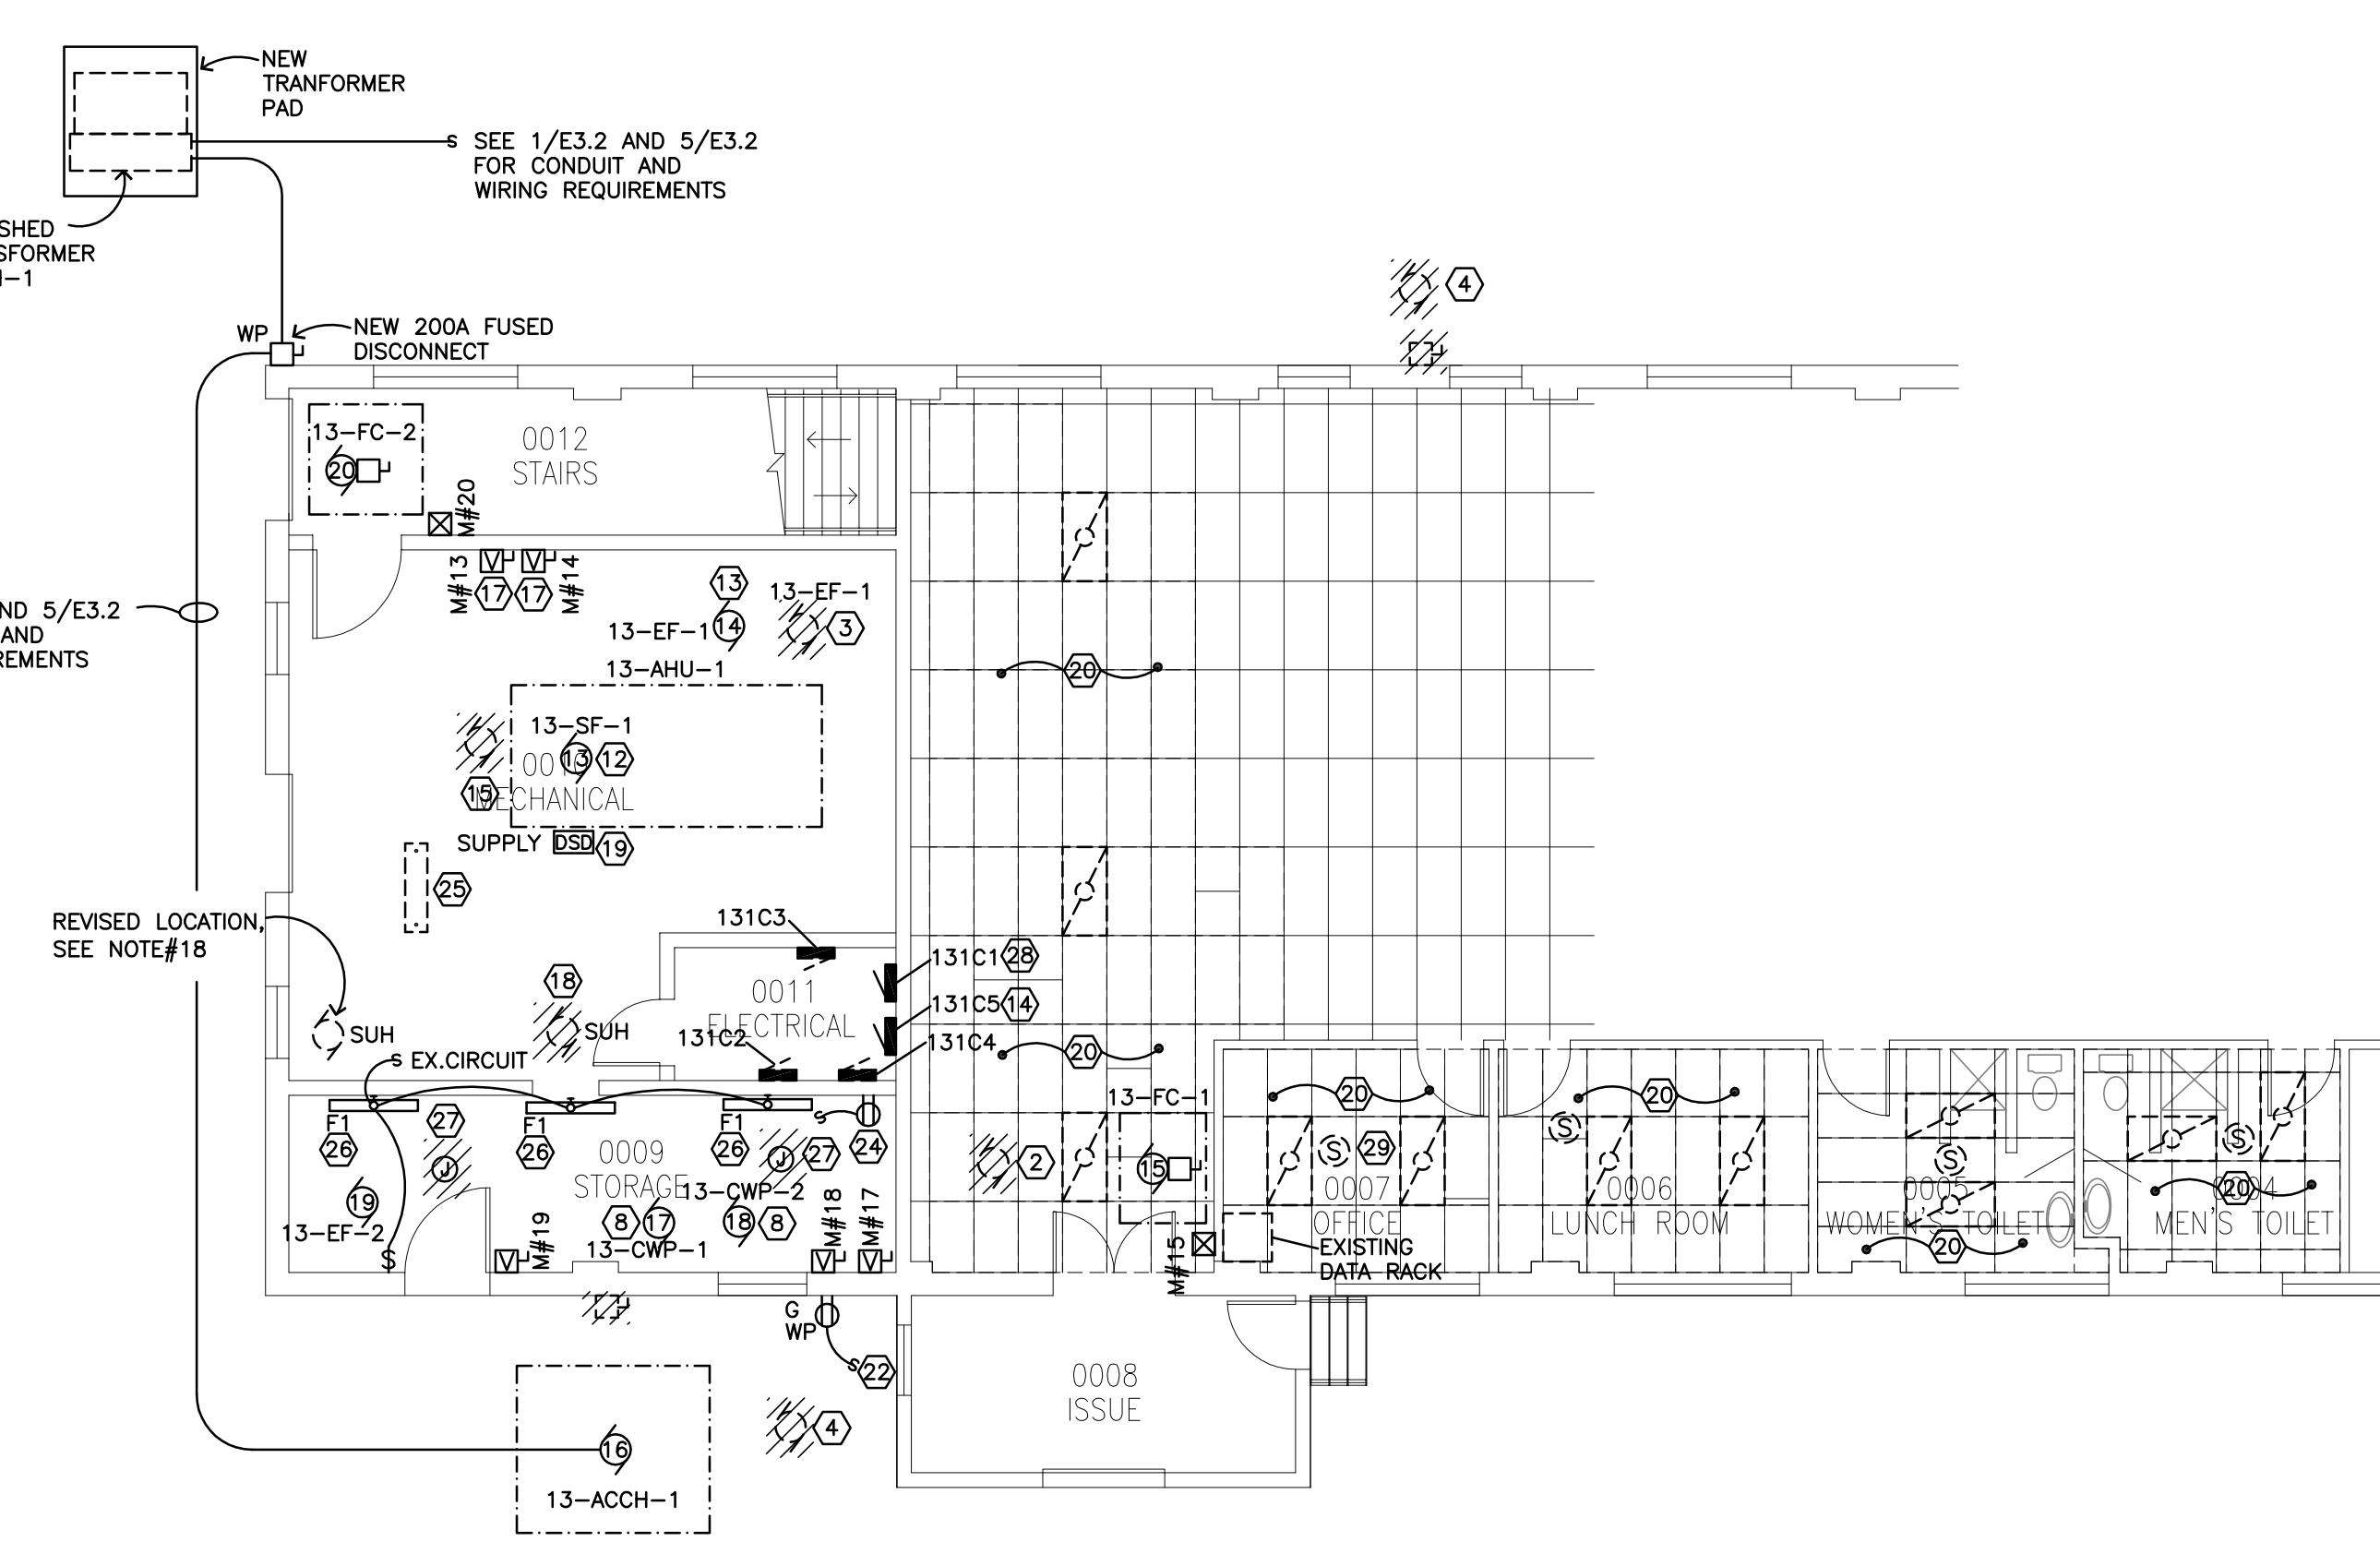 NEW
TRANFORMER
PAD
SEE 1/E3.2 AND 5/E3.2
FOR CONDUIT AND
WIRING REQUIREMENTS
S
SHED
SFORMER
-1
4
WP
NEW 200A FUSED
DISCONNECT
13-FC-2
20
0012
STAIRS
M#20
M#13
17
17
M#14
13
13-EF-1
13-EF-1
14
3
ND 5/E3.2
AND
REMENTS
13-AHU-1
20
13-SF-1
13
12
0010
MECHANICAL
15
SUPPLY
DSD
19
25
REVISED LOCATION,
SEE NOTE#18
131C3
131C1
28
18
0011
ELECTRICAL
131C5
14
SUH
SUH
131C2
131C4
20
S EX.CIRCUIT
13-FC-1
20
20
F1
26
27
J
F1
26
F1
26
J
27
S
24
0009
STORAGE
2
15
S
29
0007
OFFICE
S
0006
LUNCH ROOM
S
0005
WOMEN'S TOILET
20
S
20
0004
MEN'S TOILET
19
13-EF-2
S
13-CWP-2
8
17
18
8
13-CWP-1
M#19
M#18
M#17
M#15
EXISTING
DATA RACK
G
WP
S
22
0008
ISSUE
4
16
13-ACCH-1